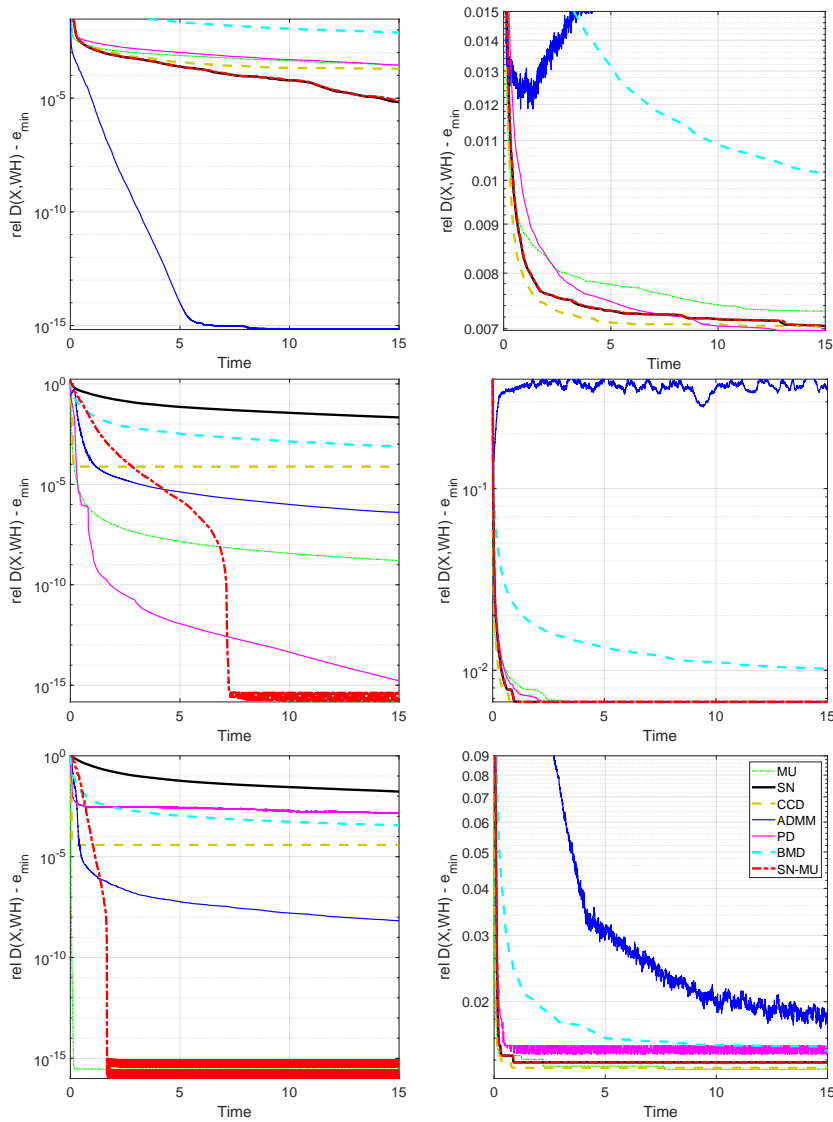 10^-5
10^-10
10^-15
0 5 10 15
Time
rel D(X,WH) - e_min
0.015
0.014
0.013
0.012
0.011
0.01
0.009
0.008
0.007
0 5 10 15
Time
rel D(X,WH) - e_min
10^0
10^-5
10^-10
10^-15
0 5 10 15
Time
rel D(X,WH) - e_min
10^-1
10^-2
0 5 10 15
Time
rel D(X,WH) - e_min
10^0
10^-5
10^-10
10^-15
0 5 10 15
Time
rel D(X,WH) - e_min
0.09
0.08
0.07
0.06
0.05
0.04
0.03
0.02
0 5 10 15
Time
rel D(X,WH) - e_min
MU
SN
CCD
ADMM
PD
BMD
SN-MU